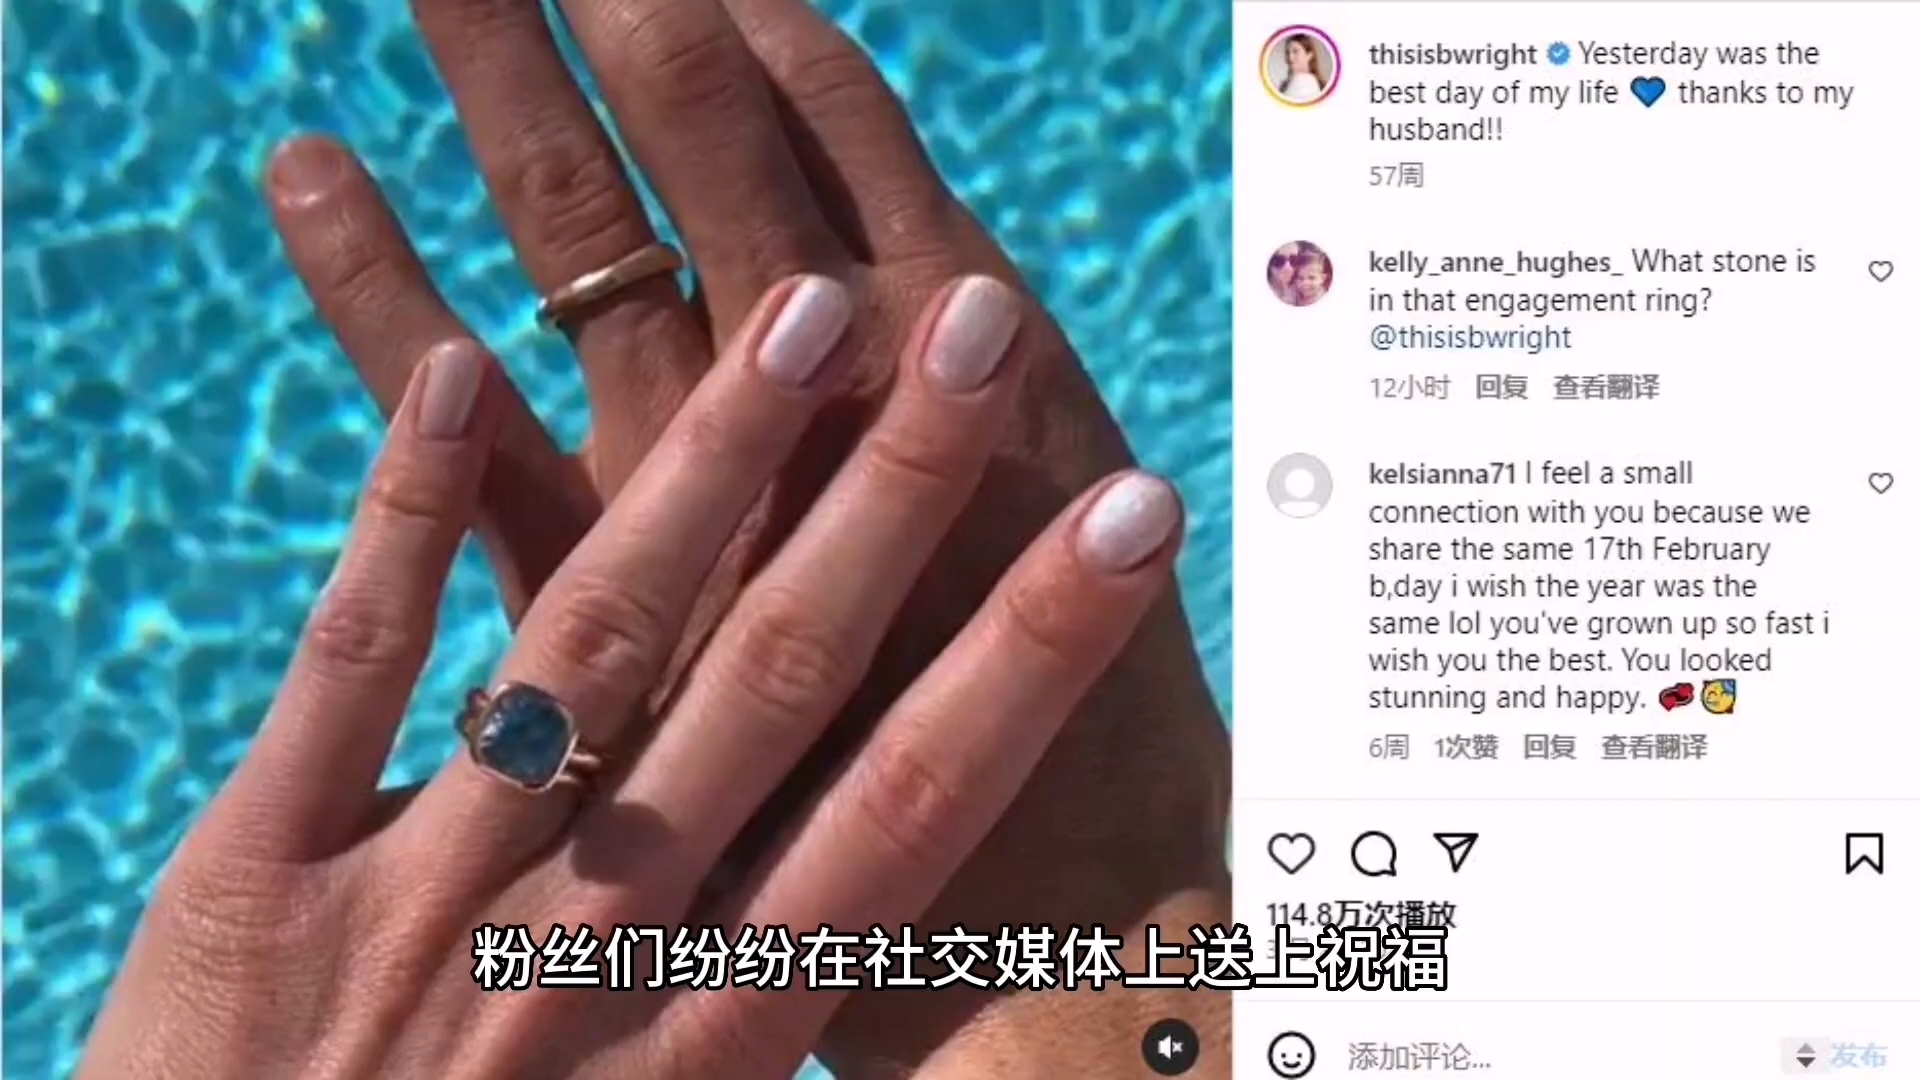 thisisbwright Yesterday was the
best day of my life 💙 thanks to my
husband!!
57周
kelly_anne_hughes_ What stone is
in that engagement ring?
@thisisbwright
12小时 回复 查看翻译
kelsianna71 I feel a small
connection with you because we
share the same 17th February
b,day i wish the year was the
same lol you've grown up so fast i
wish you the best. You looked
stunning and happy. 💞🥳
6周 1次赞 回复 查看翻译
114.8万次播放
粉丝们纷纷在社交媒体上送上祝福
添加评论...
发布